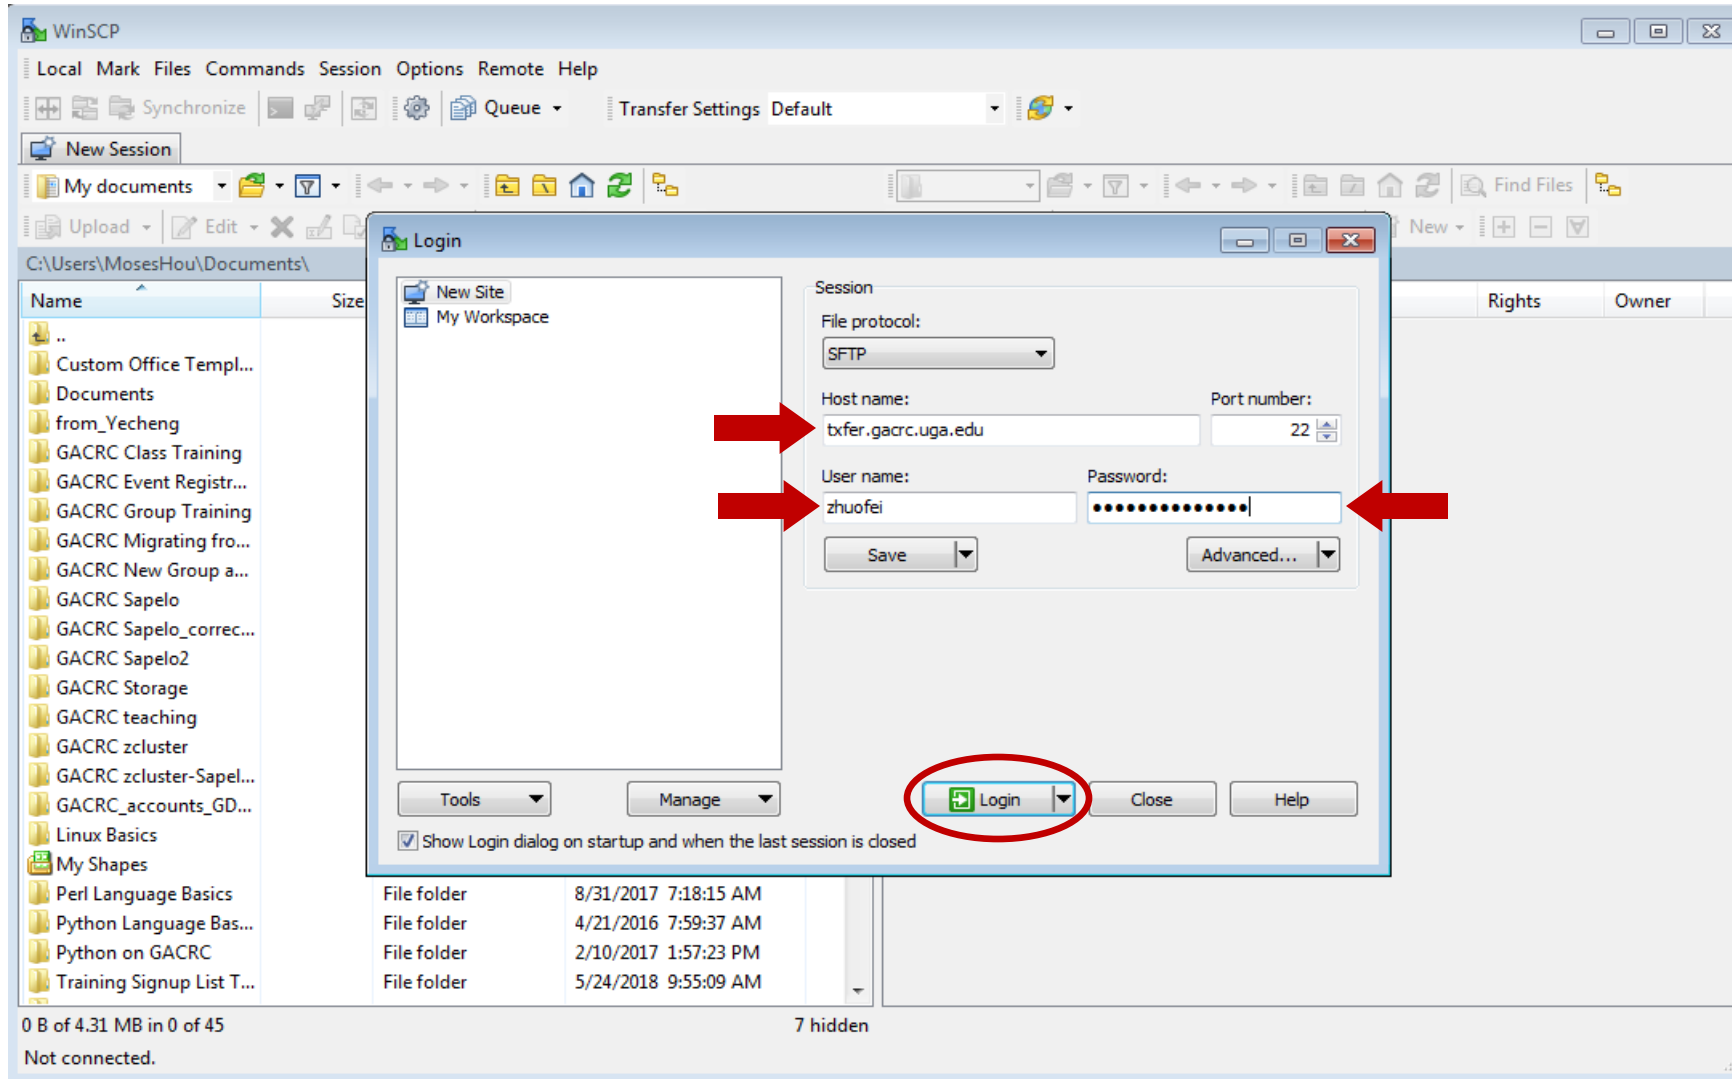 WinSCP
Local Mark Files Commands Session Options Remote Help
Synchronize Queue Transfer Settings Default
New Session
My documents Find Files
Upload Edit New
C:\Users\MosesHou\Documents\
Name Size Rights Owner
..
Custom Office Templ...
Documents
from_Yecheng
GACRC Class Training
GACRC Event Registr...
GACRC Group Training
GACRC Migrating fro...
GACRC New Group a...
GACRC Sapelo
GACRC Sapelo_correc...
GACRC Sapelo2
GACRC Storage
GACRC teaching
GACRC zcluster
GACRC zcluster-Sapel...
GACRC_accounts_GD...
Linux Basics
My Shapes
Perl Language Basics File folder 8/31/2017 7:18:15 AM
Python Language Bas... File folder 4/21/2016 7:59:37 AM
Python on GACRC File folder 2/10/2017 1:57:23 PM
Training Signup List T... File folder 5/24/2018 9:55:09 AM
Login
New Site
My Workspace
Session
File protocol:
SFTP
Host name: Port number:
txfer.gacrc.uga.edu 22
User name: Password:
zhuofei ••••••••••••••
Save Advanced...
Tools Manage Login Close Help
Show Login dialog on startup and when the last session is closed
0 B of 4.31 MB in 0 of 45 7 hidden
Not connected.